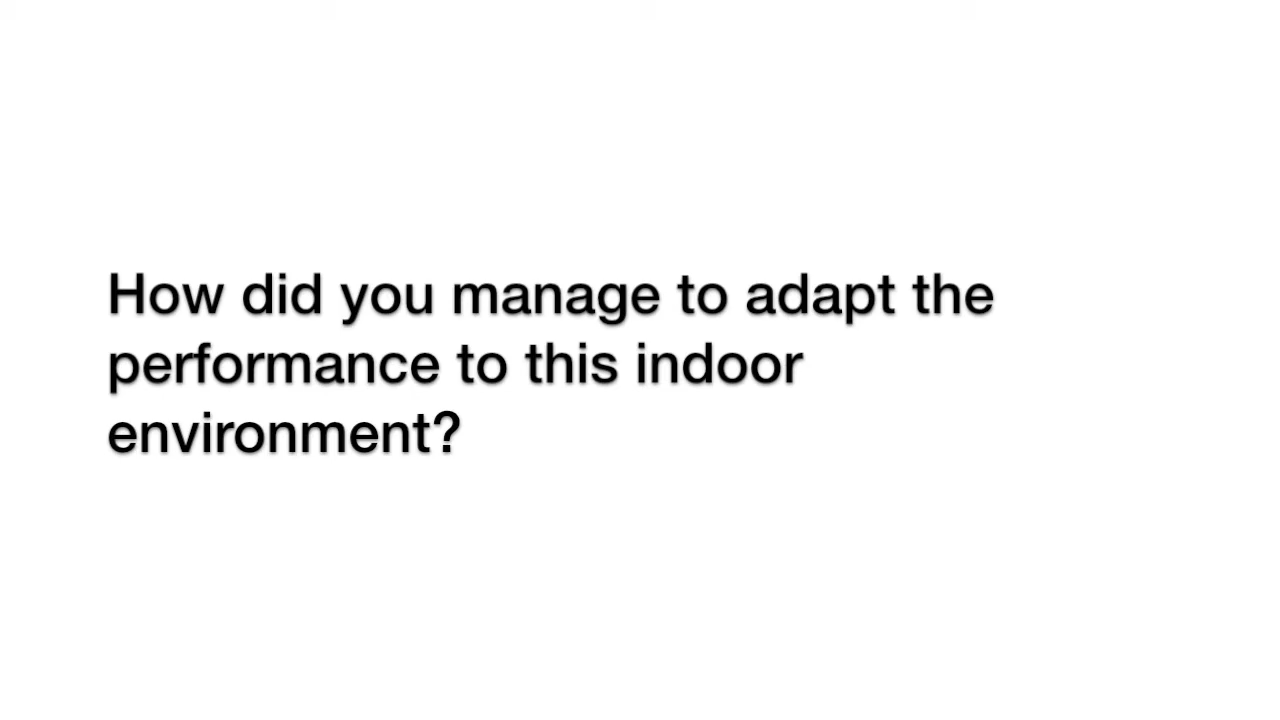 How did you manage to adapt the
performance to this indoor
environment?